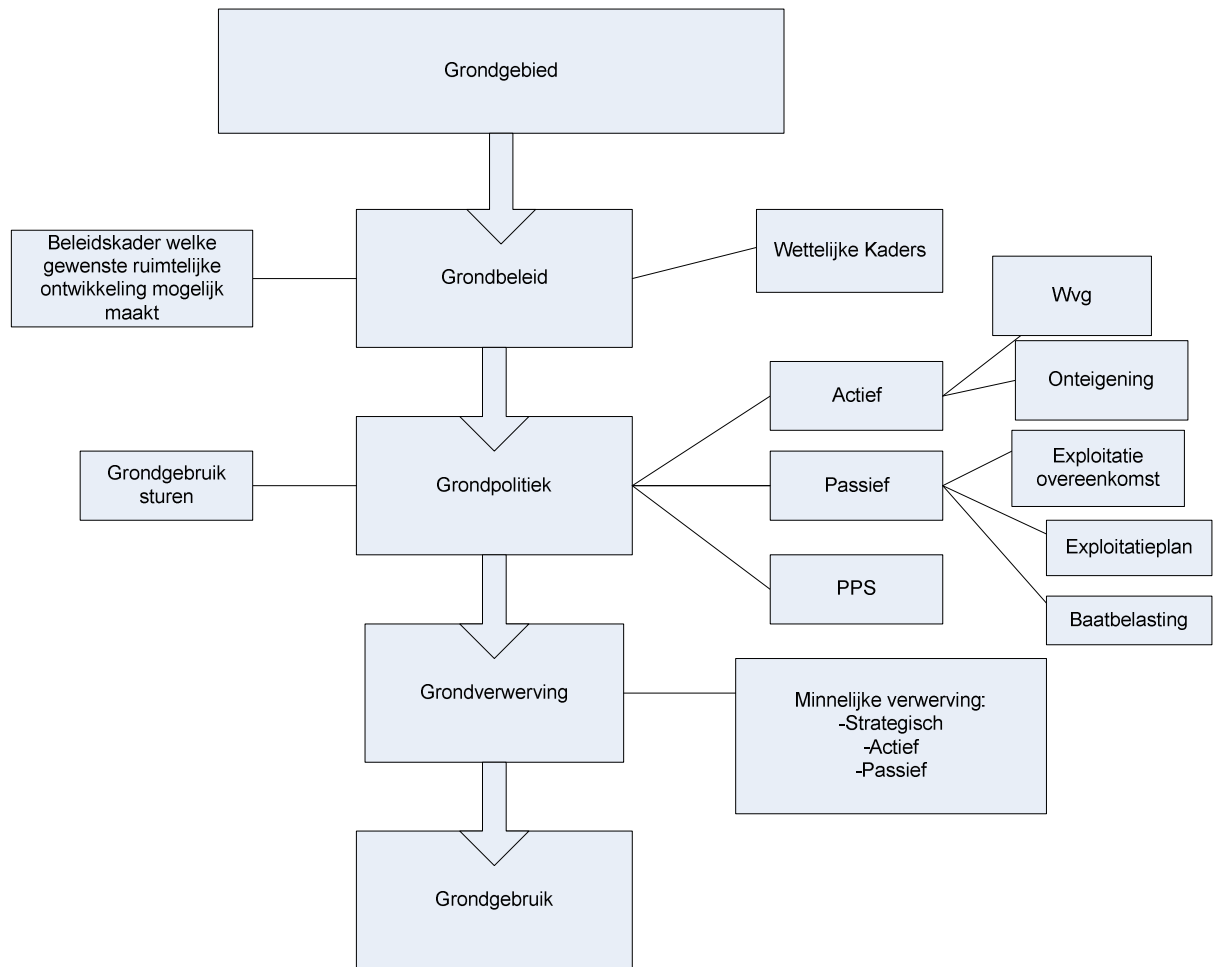 Grondgebied
Beleidskader welke
gewenste ruimtelijke
ontwikkeling mogelijk
maakt
Grondbeleid
Wettelijke Kaders
Wvg
Onteigening
Actief
Grondgebruik
sturen
Grondpolitiek
Passief
Exploitatie
overeenkomst
Exploitatieplan
PPS
Baatbelasting
Grondverwerving
Minnelijke verwerving:
-Strategisch
-Actief
-Passief
Grondgebruik